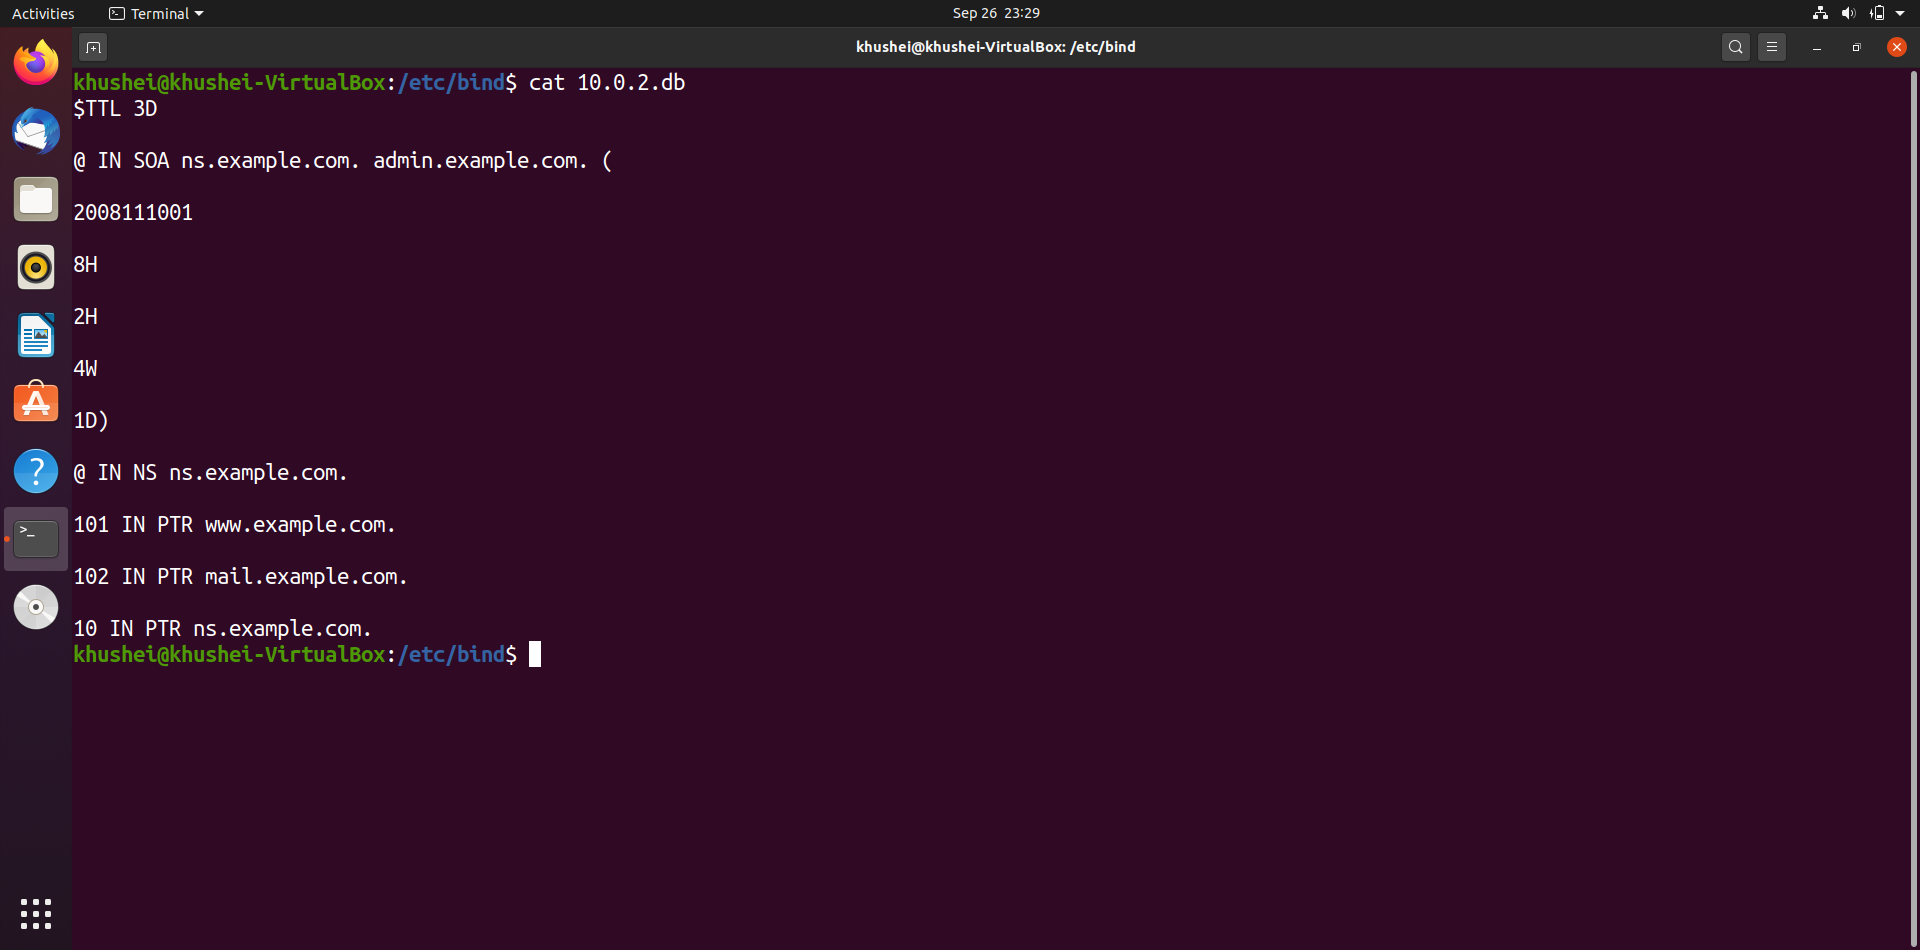 Activities
Terminal
Sep 26 23:29
khushei@khushei-VirtualBox: /etc/bind
khushei@khushei-VirtualBox:/etc/bind$ cat 10.0.2.db
$TTL 3D
@ IN SOA ns.example.com. admin.example.com. (
2008111001
8H
2H
4W
1D)
@ IN NS ns.example.com.
101 IN PTR www.example.com.
102 IN PTR mail.example.com.
10 IN PTR ns.example.com.
khushei@khushei-VirtualBox:/etc/bind$